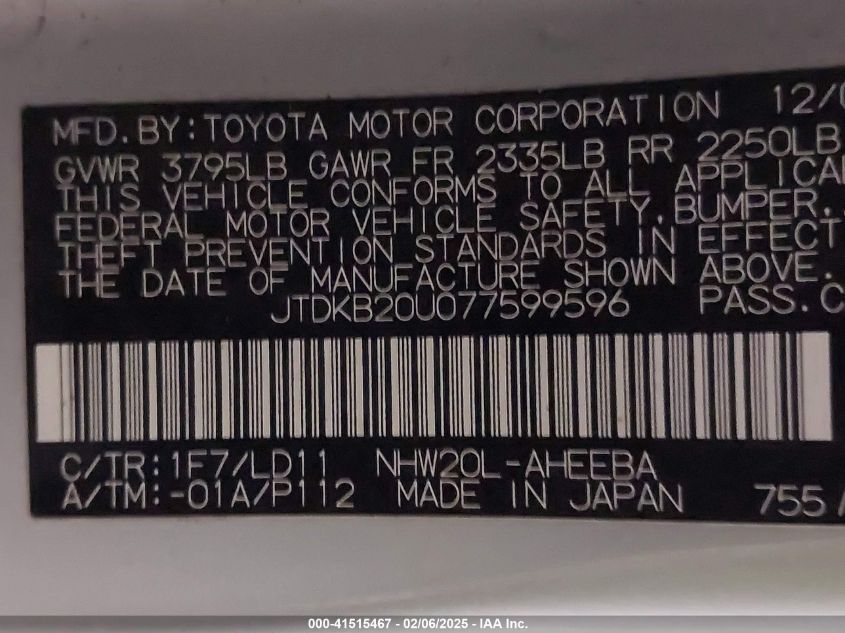 MFD.BY:TOYOTA MOTOR CORPORATION 12/0
GVWR 3795LB GAWR FR 2335LB RR 2250LB
THIS VEHICLE CONFORMS TO ALL APPLICA
FEDERAL MOTOR VEHICLE SAFETY,BUMPER,
THEFT PREVENTION STANDARDS IN EFFECT
THE DATE OF MANUFACTURE SHOWN ABOVE.
JTDKB20U077599596 PASS.C
C/TR:1F7/LD11 NHW20L-AHEEBA
A/TM:-01A/P112 MADE IN JAPAN 755
000-41515467 - 02/06/2025 - IAA Inc.